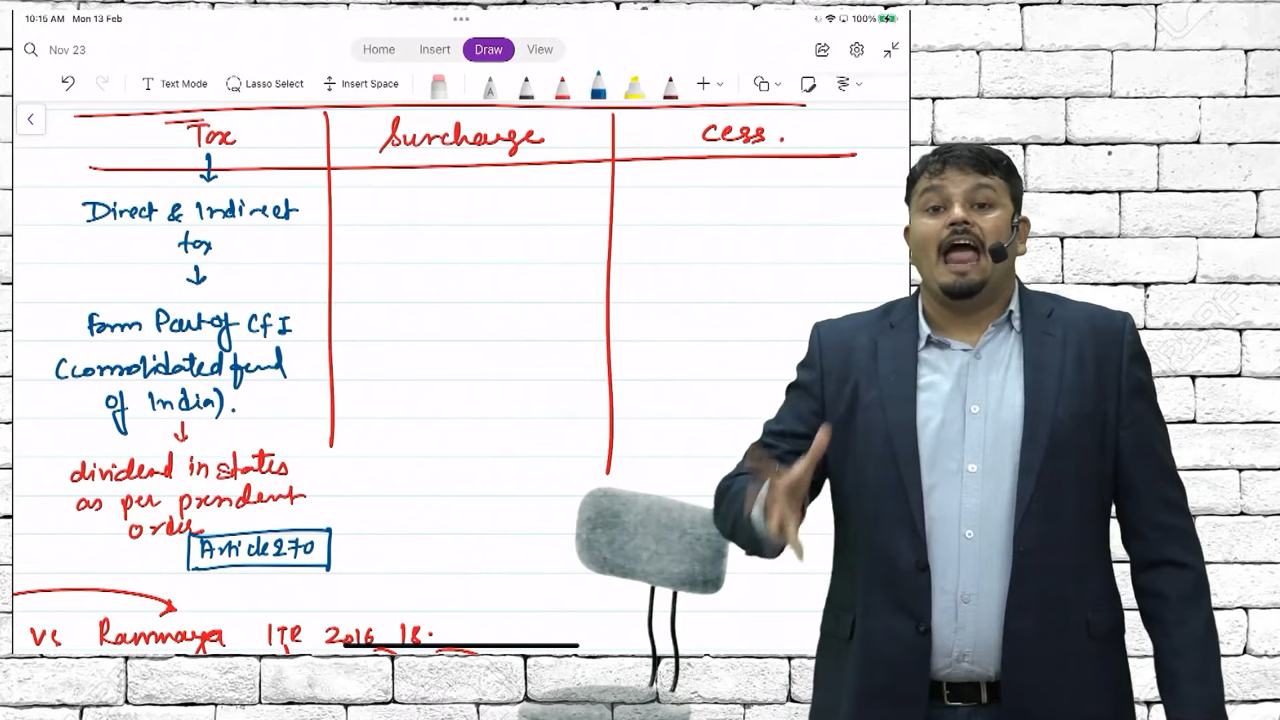 10:15 AM Mon 13 Feb
100%
Nov 23
Home Insert Draw View
Text Mode Lasso Select Insert Space
Tax Surcharge Cess.
Direct & Indirect
tax
form Part of CFI
(consolidated fund
of India).
dividend in states
as per president
order
Article 270
vs Rammaya ITR 2016 18.